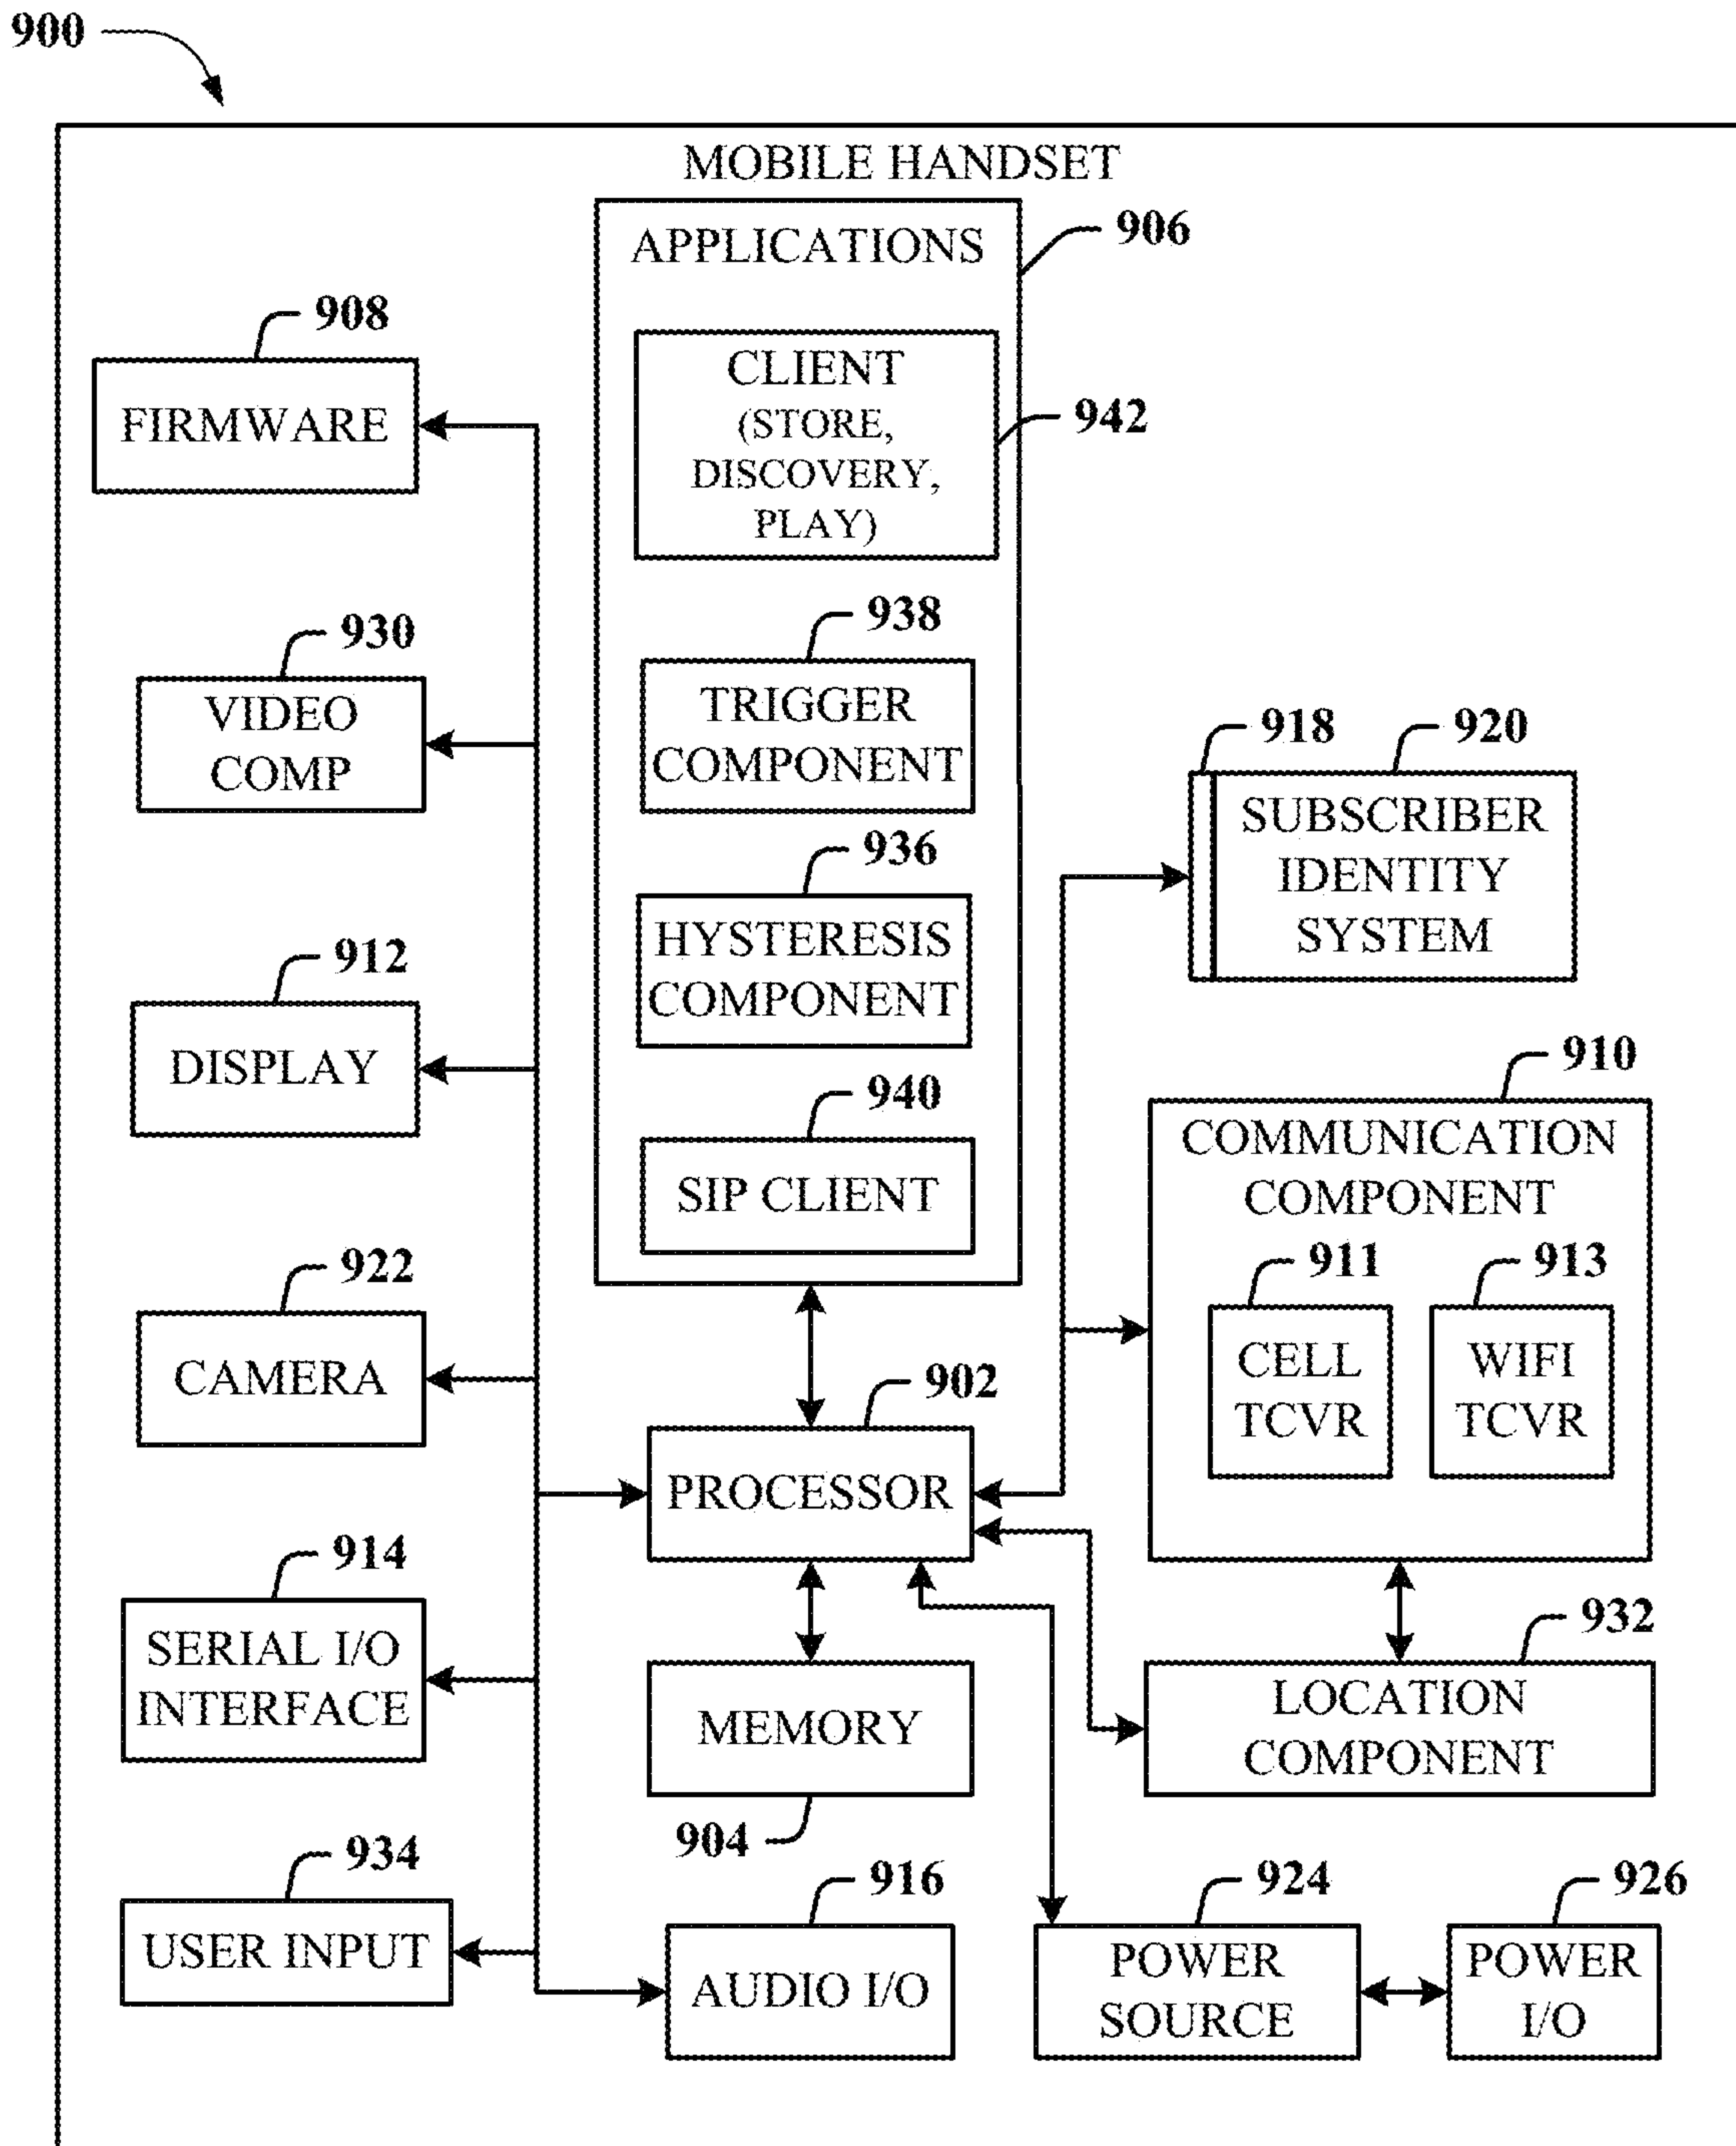 900
MOBILE HANDSET
906
APPLICATIONS
908
FIRMWARE
942
CLIENT
(STORE,
DISCOVERY,
PLAY)
930
VIDEO
COMP
938
TRIGGER
COMPONENT
918
920
SUBSCRIBER
IDENTITY
SYSTEM
936
HYSTERESIS
COMPONENT
912
DISPLAY
940
SIP CLIENT
910
COMMUNICATION
COMPONENT
911
CELL
TCVR
913
WIFI
TCVR
922
CAMERA
902
PROCESSOR
914
SERIAL I/O
INTERFACE
MEMORY
904
932
LOCATION
COMPONENT
934
USER INPUT
916
AUDIO I/O
924
POWER
SOURCE
926
POWER
I/O